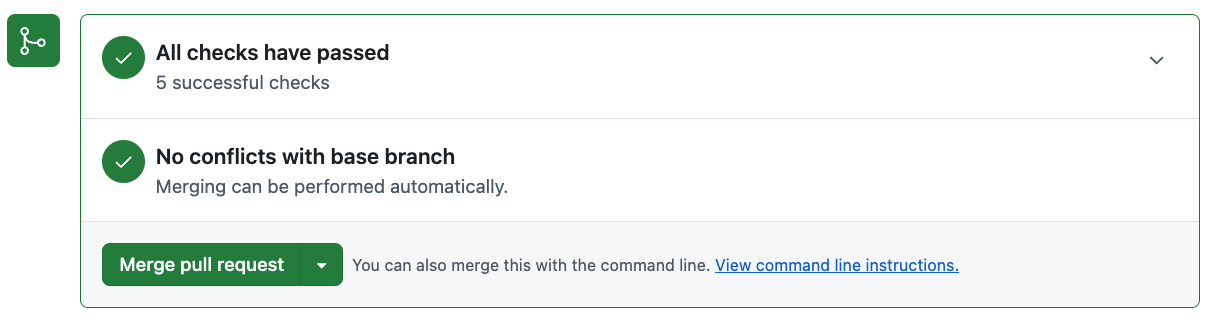 All checks have passed
5 successful checks
No conflicts with base branch
Merging can be performed automatically.
Merge pull request
You can also merge this with the command line. View command line instructions.